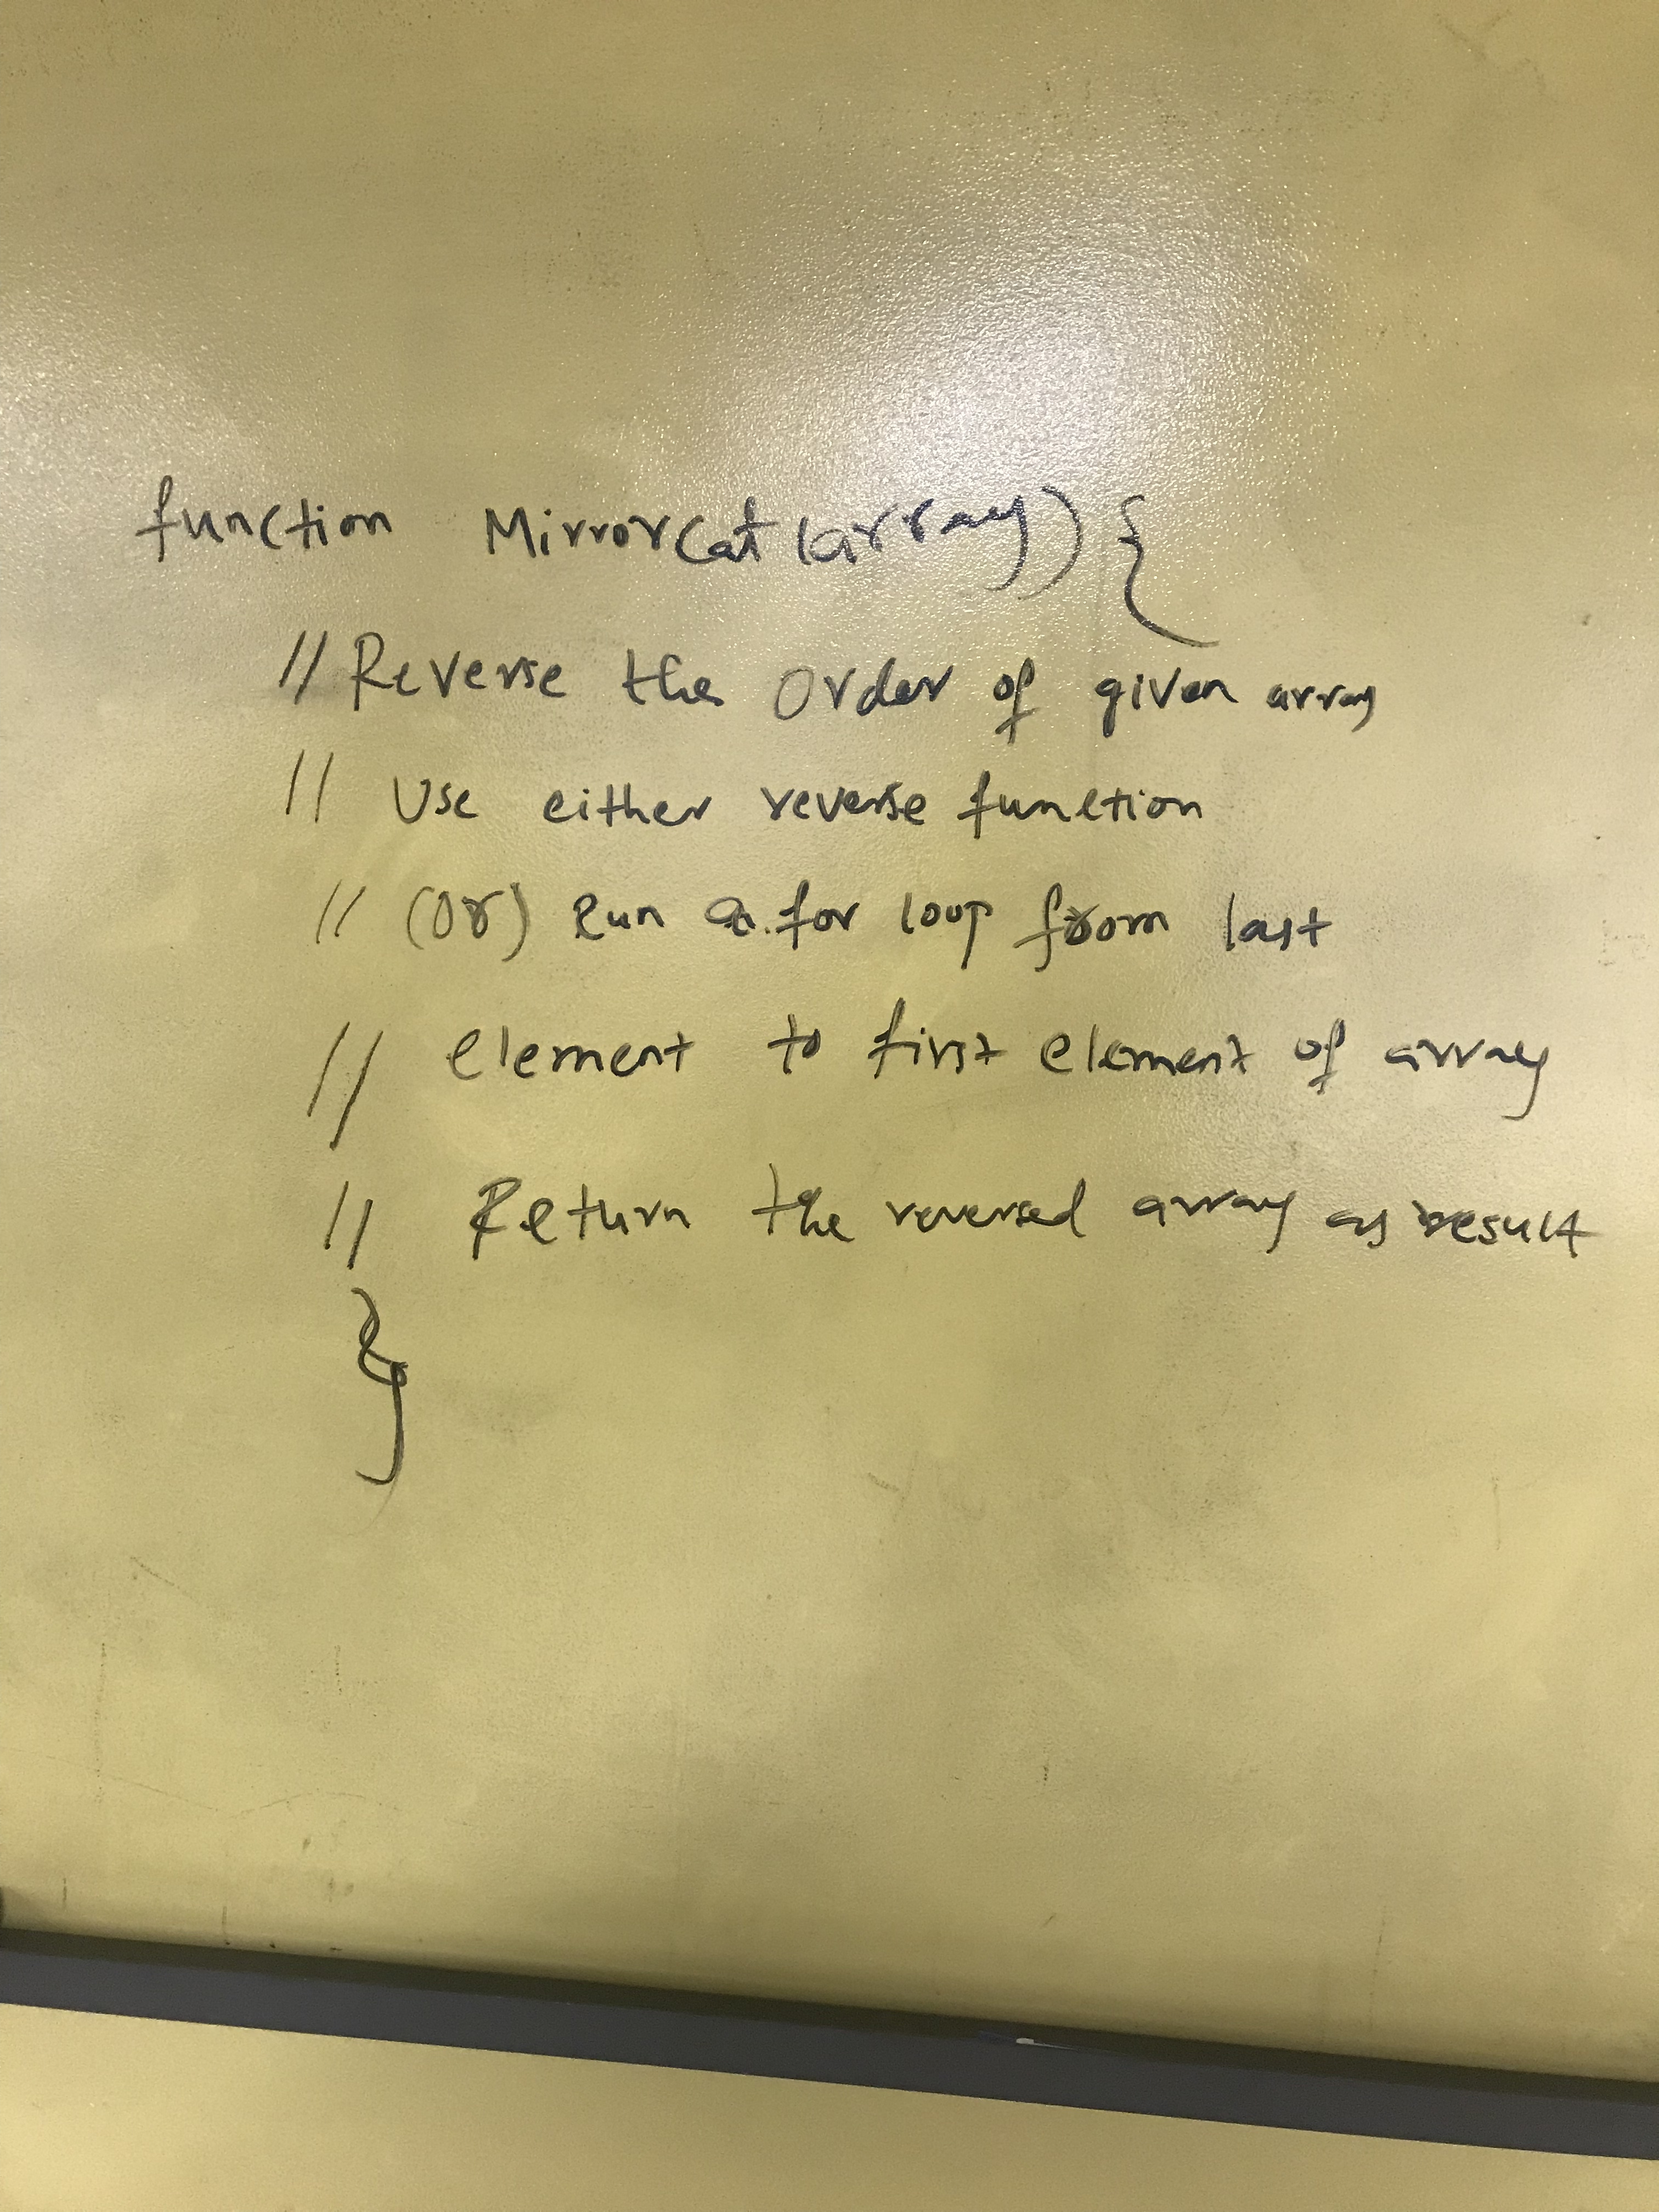 function MirrorCat (array) {
// Reverse the Order of given array
// Use either reverse function
// (Or) Run a for loop from last
// element to first element of array
// Return the reversed array as result
}